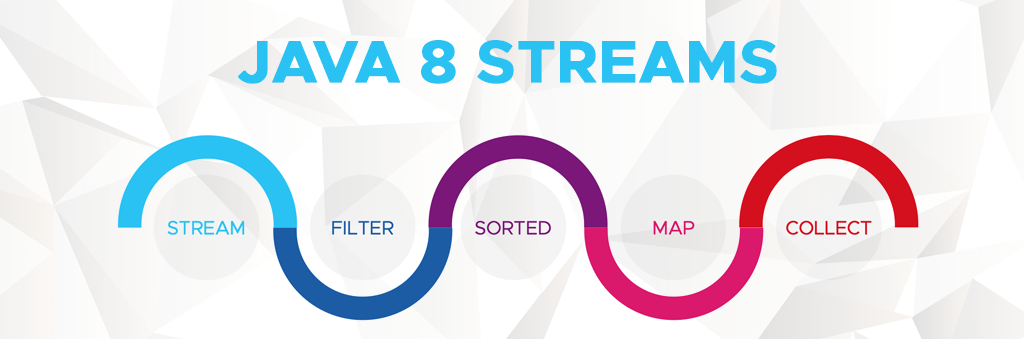 JAVA 8 STREAMS
STREAM FILTER SORTED MAP COLLECT